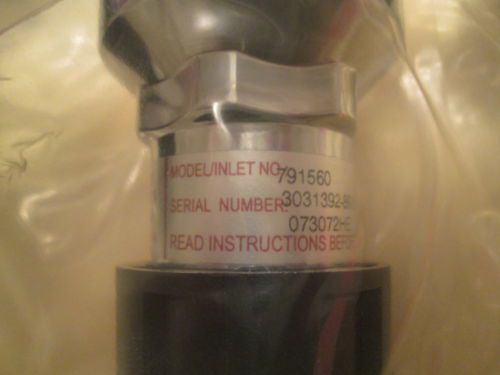 MODEL/INLET NO. 791560
SERIAL NUMBER: 3031392-
073072HE
READ INSTRUCTIONS